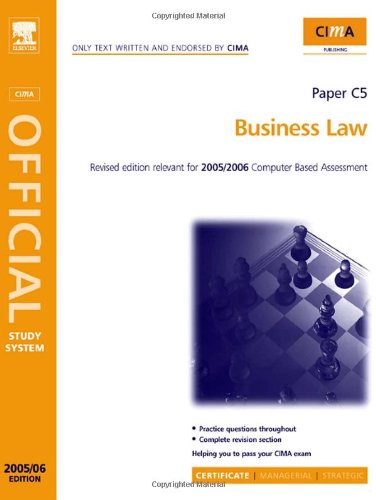 Copyrighted Material
ELSEVIER
ONLY TEXT WRITTEN AND ENDORSED BY CIMA
CIMA
PUBLISHING
CIMA
OFFICIAL
STUDY
SYSTEM
2005/06
EDITION
Paper C5
Business Law
Revised edition relevant for 2005/2006 Computer Based Assessment
• Practice questions throughout
• Complete revision section
Helping you to pass your CIMA exam
CERTIFICATE | MANAGERIAL | STRATEGIC
Copyrighted Material